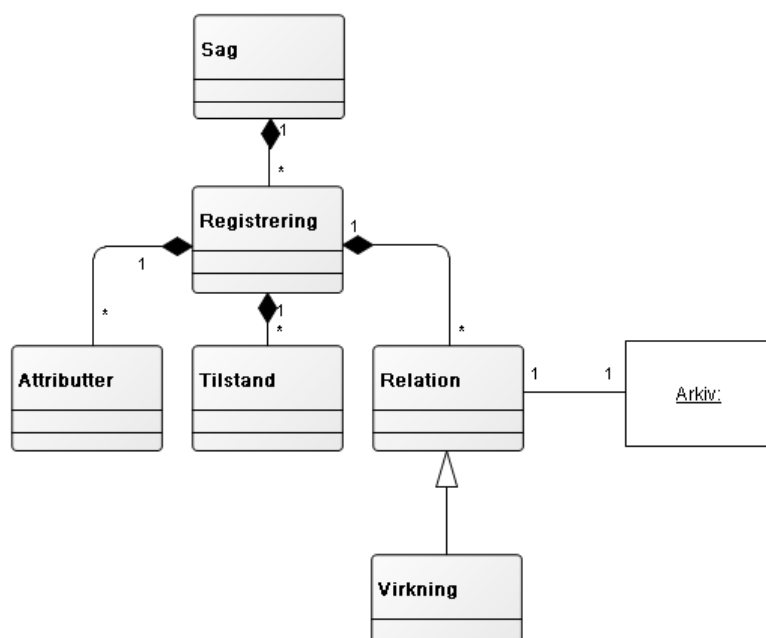 Sag
1
*
Registrering
1
1
1
*
*
*
Attributter
Tilstand
Relation
1
1
Arkiv:
Virkning